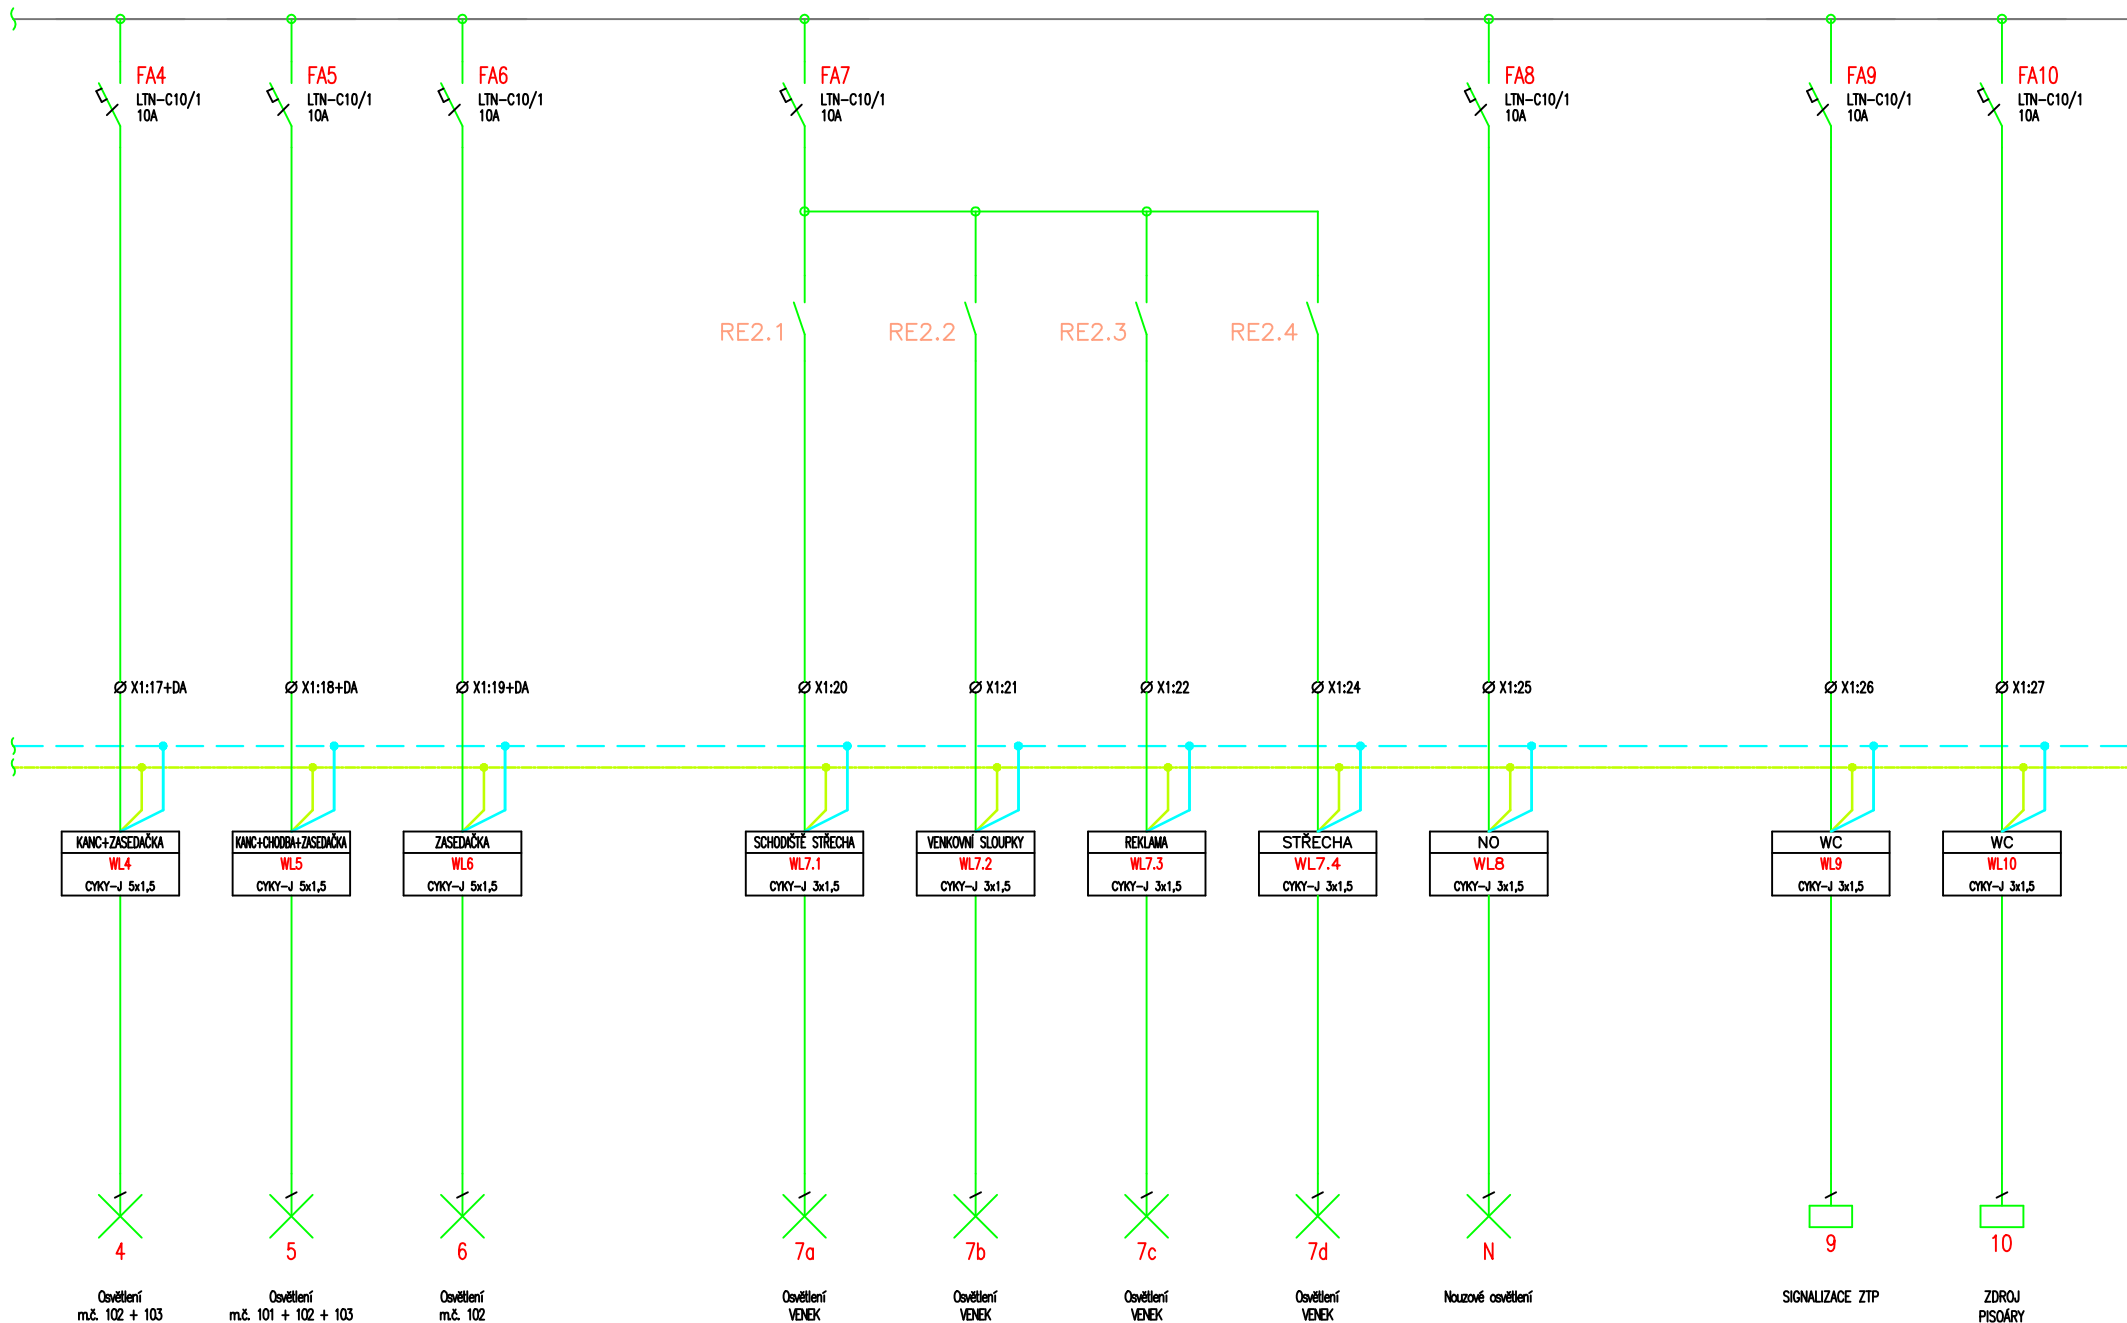 FA4
LTN-C10/1
10A
FA5
LTN-C10/1
10A
FA6
LTN-C10/1
10A
FA7
LTN-C10/1
10A
FA8
LTN-C10/1
10A
FA9
LTN-C10/1
10A
FA10
LTN-C10/1
10A
RE2.1
RE2.2
RE2.3
RE2.4
X1:17+DA
X1:18+DA
X1:19+DA
X1:20
X1:21
X1:22
X1:24
X1:25
X1:26
X1:27
KANC+ZASEDAČKA
WL4
CYKY-J 5x1,5
KANC+CHODBA+ZASEDAČKA
WL5
CYKY-J 5x1,5
ZASEDAČKA
WL6
CYKY-J 5x1,5
SCHODIŠTĚ STŘECHA
WL7.1
CYKY-J 3x1,5
VENKOVNÍ SLOUPKY
WL7.2
CYKY-J 3x1,5
REKLAMA
WL7.3
CYKY-J 3x1,5
STŘECHA
WL7.4
CYKY-J 3x1,5
NO
WL8
CYKY-J 3x1,5
WC
WL9
CYKY-J 3x1,5
WC
WL10
CYKY-J 3x1,5
4
Osvětlení
m.č. 102 + 103
5
Osvětlení
m.č. 101 + 102 + 103
6
Osvětlení
m.č. 102
7a
Osvětlení
VENEK
7b
Osvětlení
VENEK
7c
Osvětlení
VENEK
7d
Osvětlení
VENEK
N
Nouzové osvětlení
9
SIGNALIZACE ZTP
10
ZDROJ
PISOÁRY